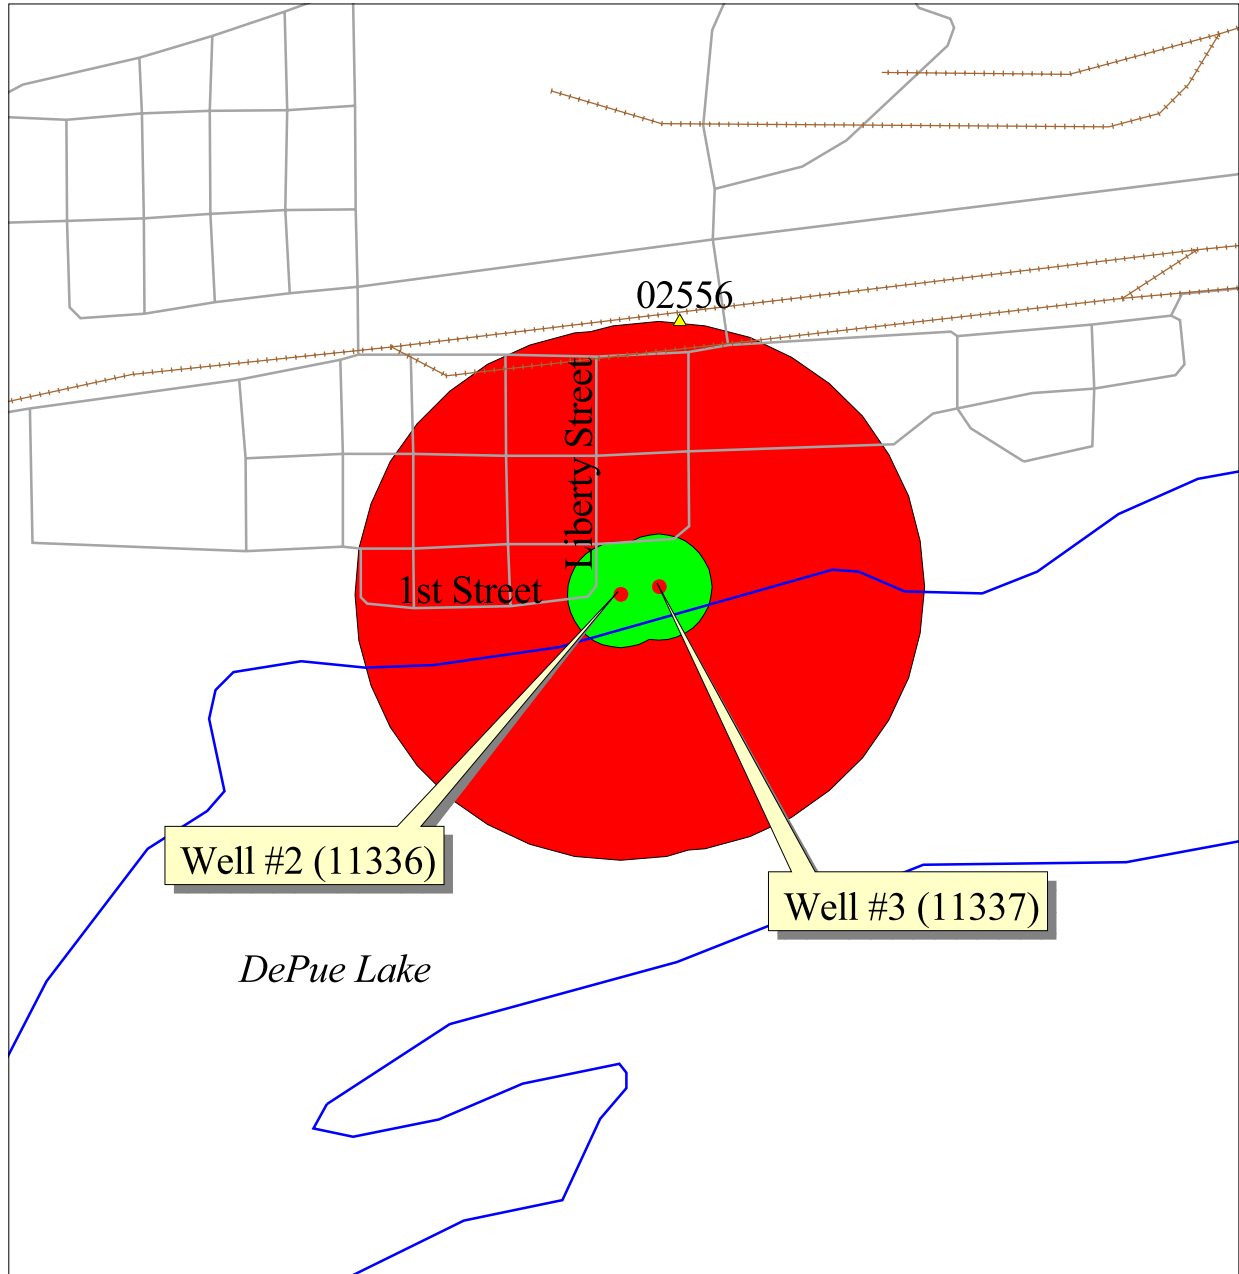 02556
Liberty Street
1st Street
Well #2 (11336)
Well #3 (11337)
DePue Lake